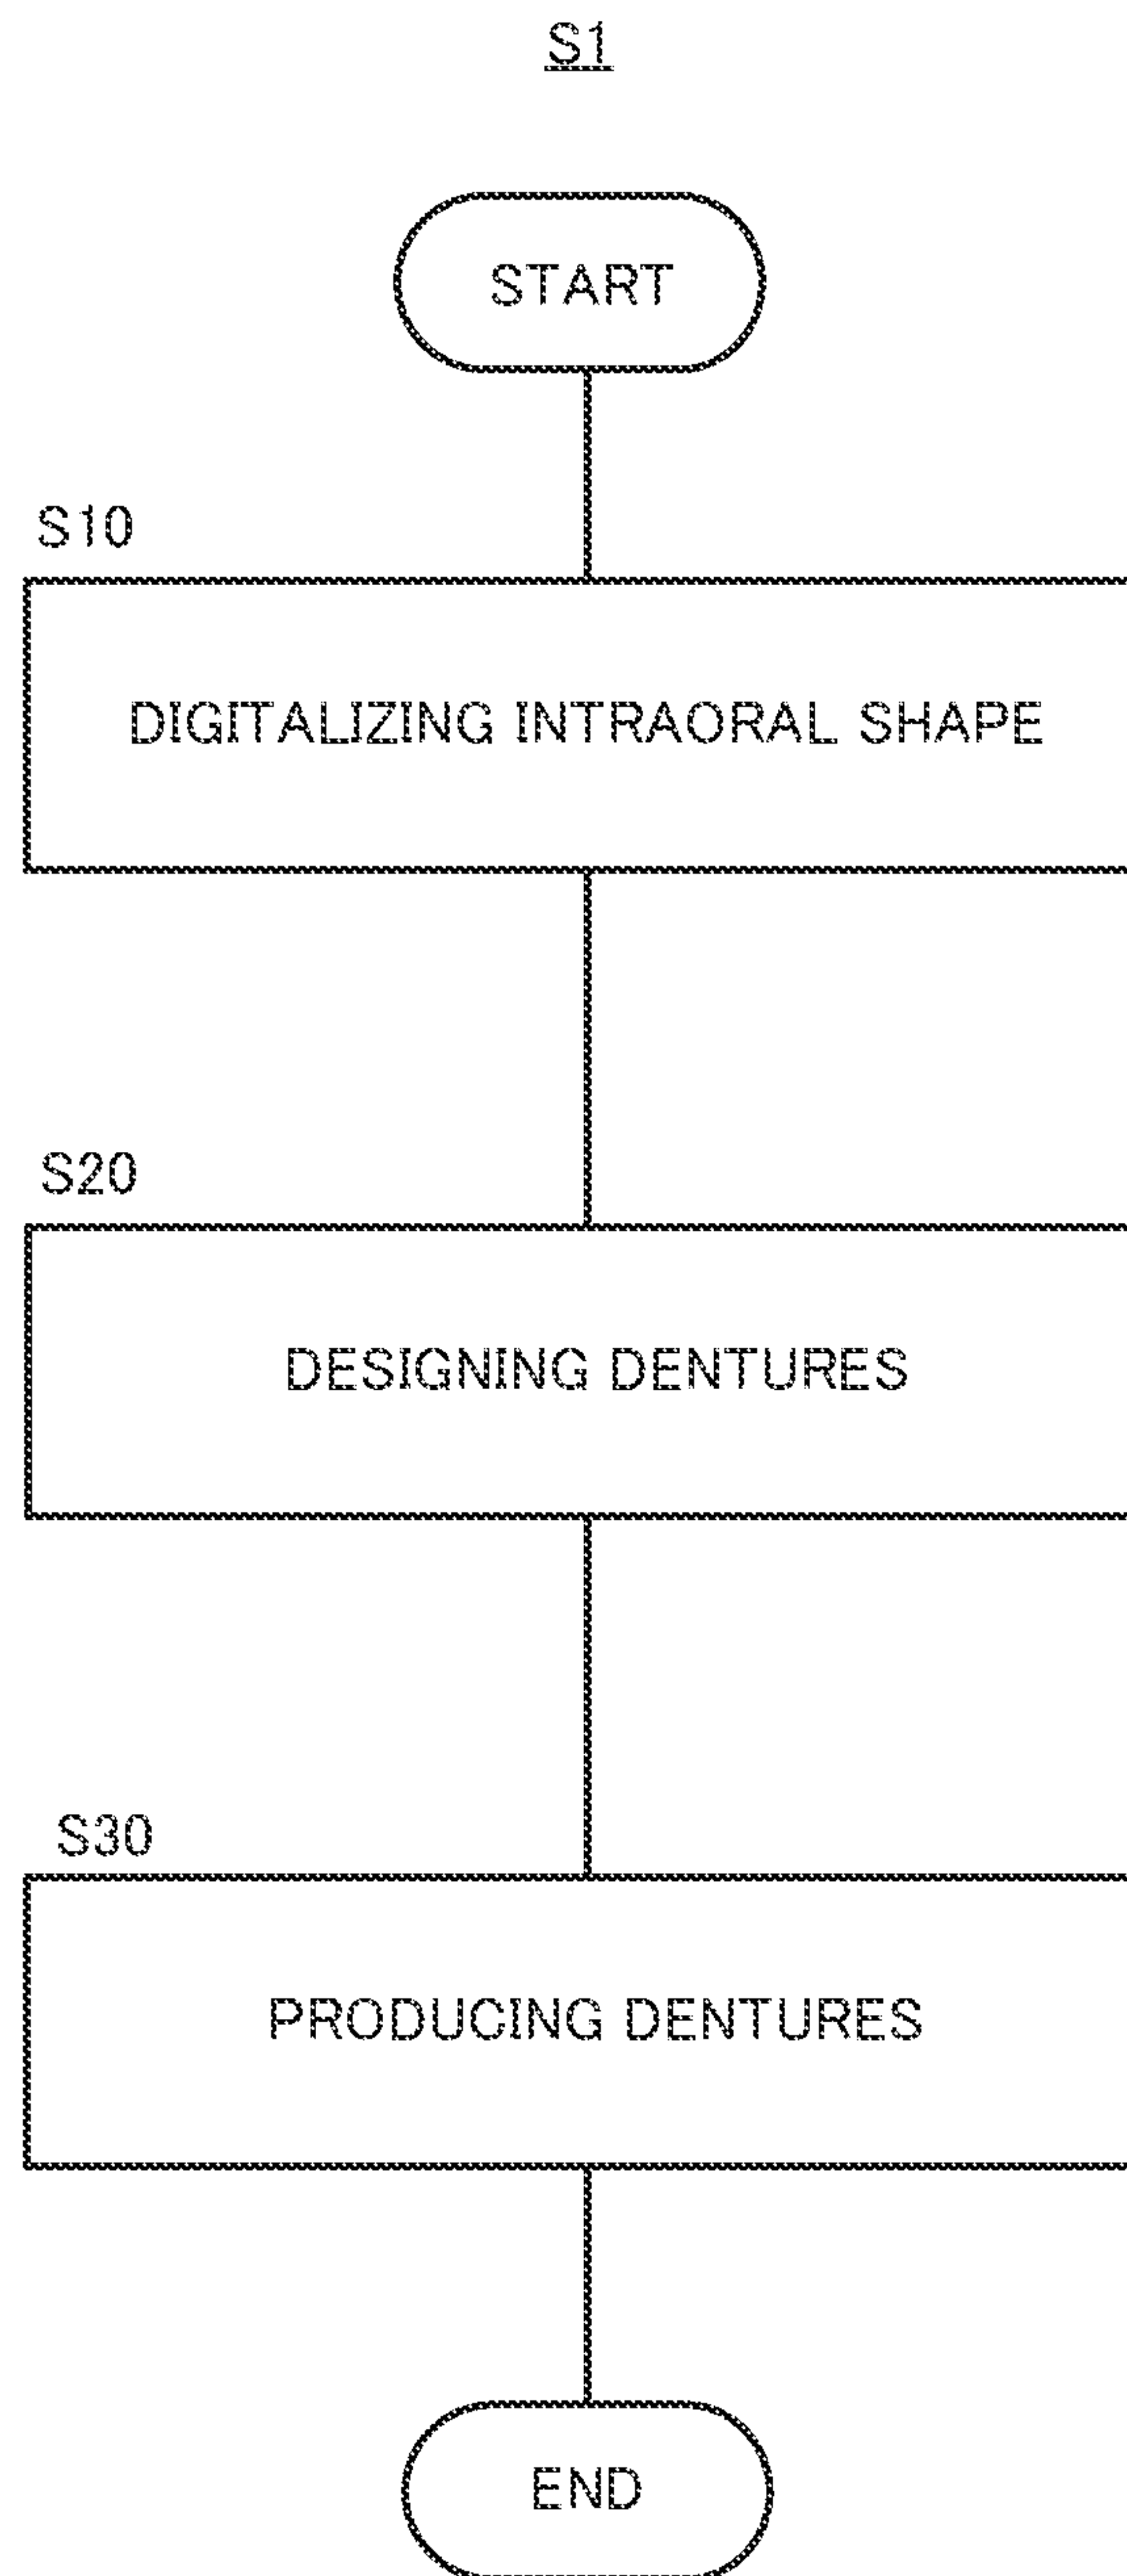 S1
START
S10
DIGITALIZING INTRAORAL SHAPE
S20
DESIGNING DENTURES
S30
PRODUCING DENTURES
END